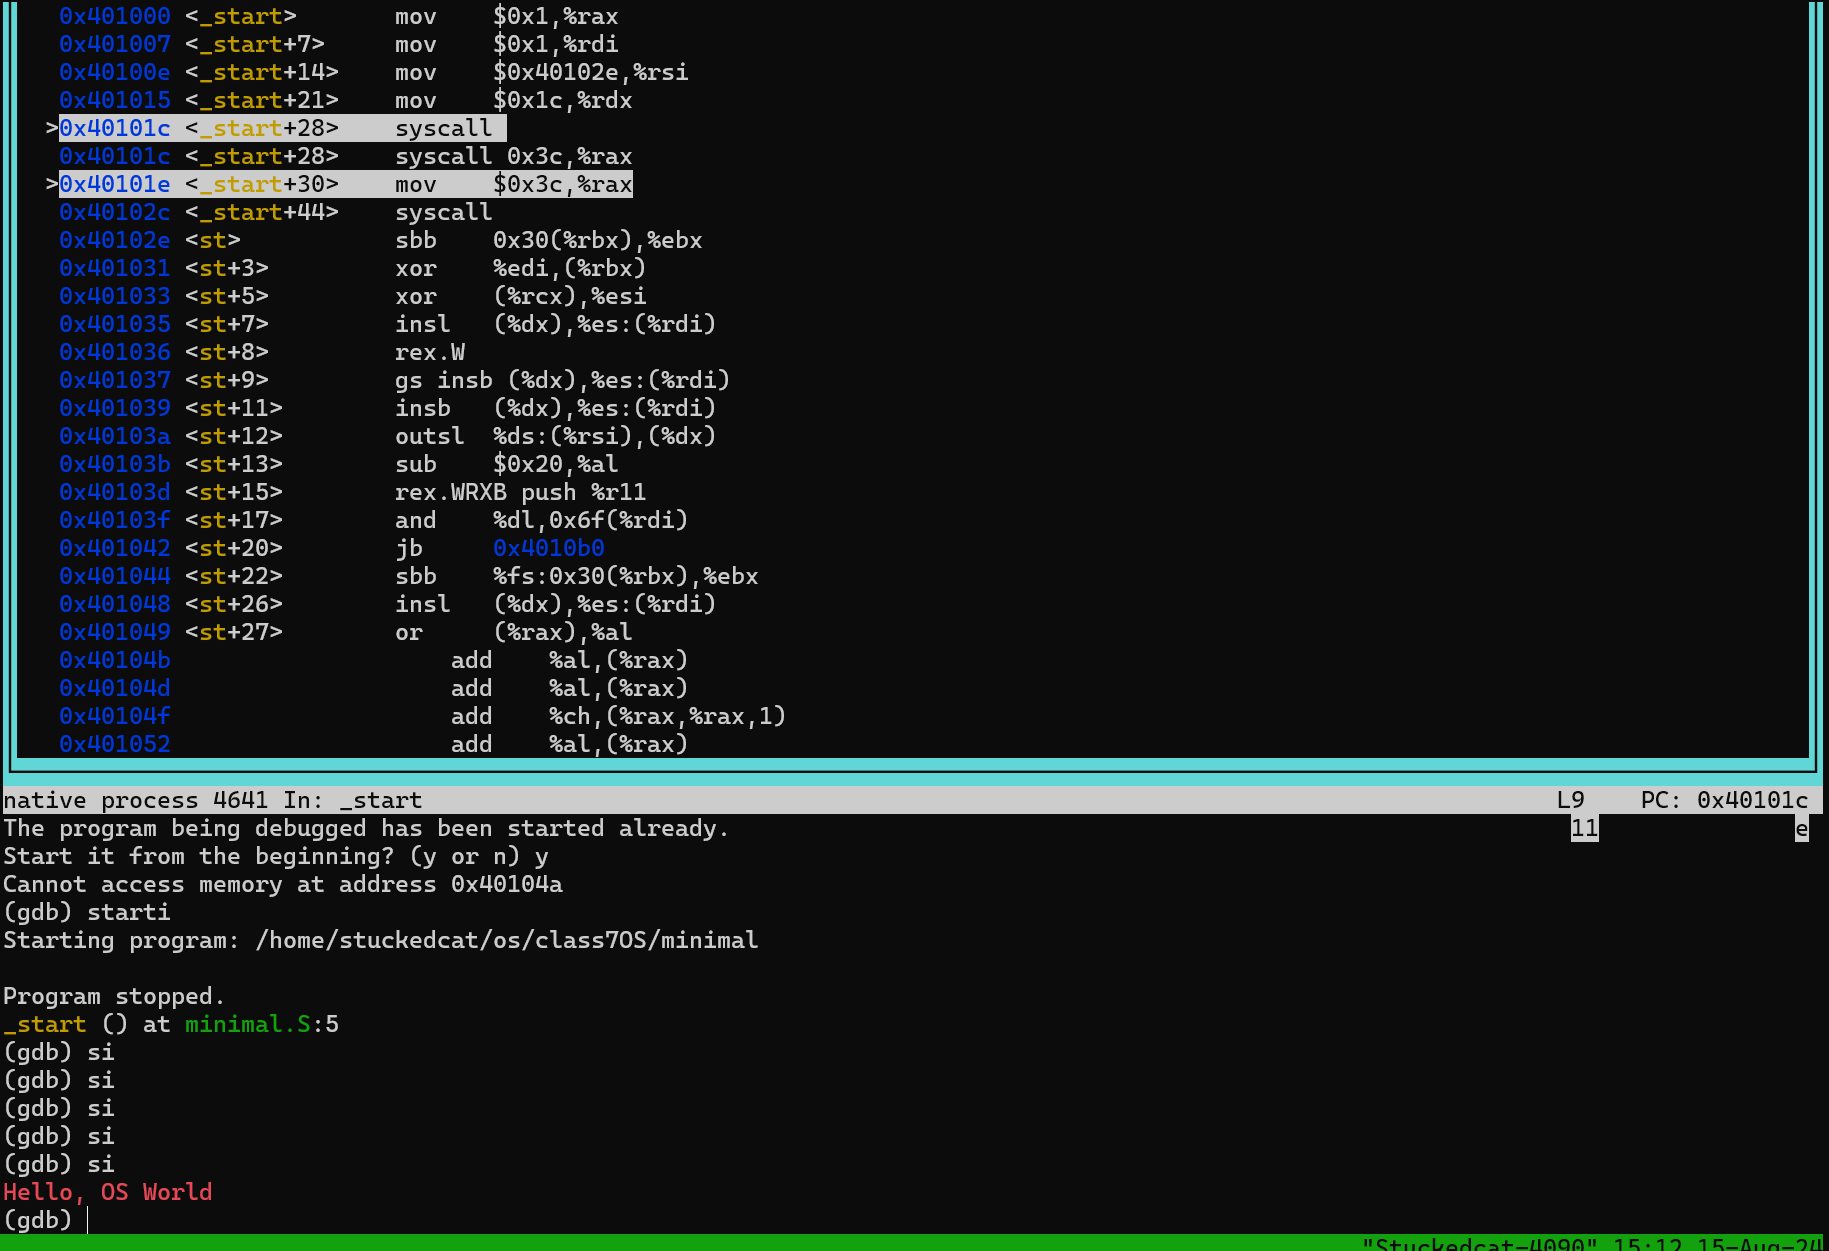 0x401000 <_start>       mov    $0x1,%rax
0x401007 <_start+7>     mov    $0x1,%rdi
0x40100e <_start+14>    mov    $0x40102e,%rsi
0x401015 <_start+21>    mov    $0x1c,%rdx
>0x40101c <_start+28>    syscall
0x40101c <_start+28>    syscall 0x3c,%rax
>0x40101e <_start+30>    mov    $0x3c,%rax
0x40102c <_start+44>    syscall
0x40102e <st>           sbb    0x30(%rbx),%ebx
0x401031 <st+3>         xor    %edi,(%rbx)
0x401033 <st+5>         xor    (%rcx),%esi
0x401035 <st+7>         insl   (%dx),%es:(%rdi)
0x401036 <st+8>         rex.W
0x401037 <st+9>         gs insb (%dx),%es:(%rdi)
0x401039 <st+11>        insb   (%dx),%es:(%rdi)
0x40103a <st+12>        outsl  %ds:(%rsi),(%dx)
0x40103b <st+13>        sub    $0x20,%al
0x40103d <st+15>        rex.WRXB push %r11
0x40103f <st+17>        and    %dl,0x6f(%rdi)
0x401042 <st+20>        jb     0x4010b0
0x401044 <st+22>        sbb    %fs:0x30(%rbx),%ebx
0x401048 <st+26>        insl   (%dx),%es:(%rdi)
0x401049 <st+27>        or     (%rax),%al
0x40104b                    add    %al,(%rax)
0x40104d                    add    %al,(%rax)
0x40104f                    add    %ch,(%rax,%rax,1)
0x401052                    add    %al,(%rax)
native process 4641 In: _start L9 PC: 0x40101c
The program being debugged has been started already. 11 e
Start it from the beginning? (y or n) y
Cannot access memory at address 0x40104a
(gdb) starti
Starting program: /home/stuckedcat/os/class7OS/minimal
Program stopped.
_start () at minimal.S:5
(gdb) si
(gdb) si
(gdb) si
(gdb) si
(gdb) si
Hello, OS World
(gdb)
"Stuckedcat-4090" 15:12 15-Aug-24